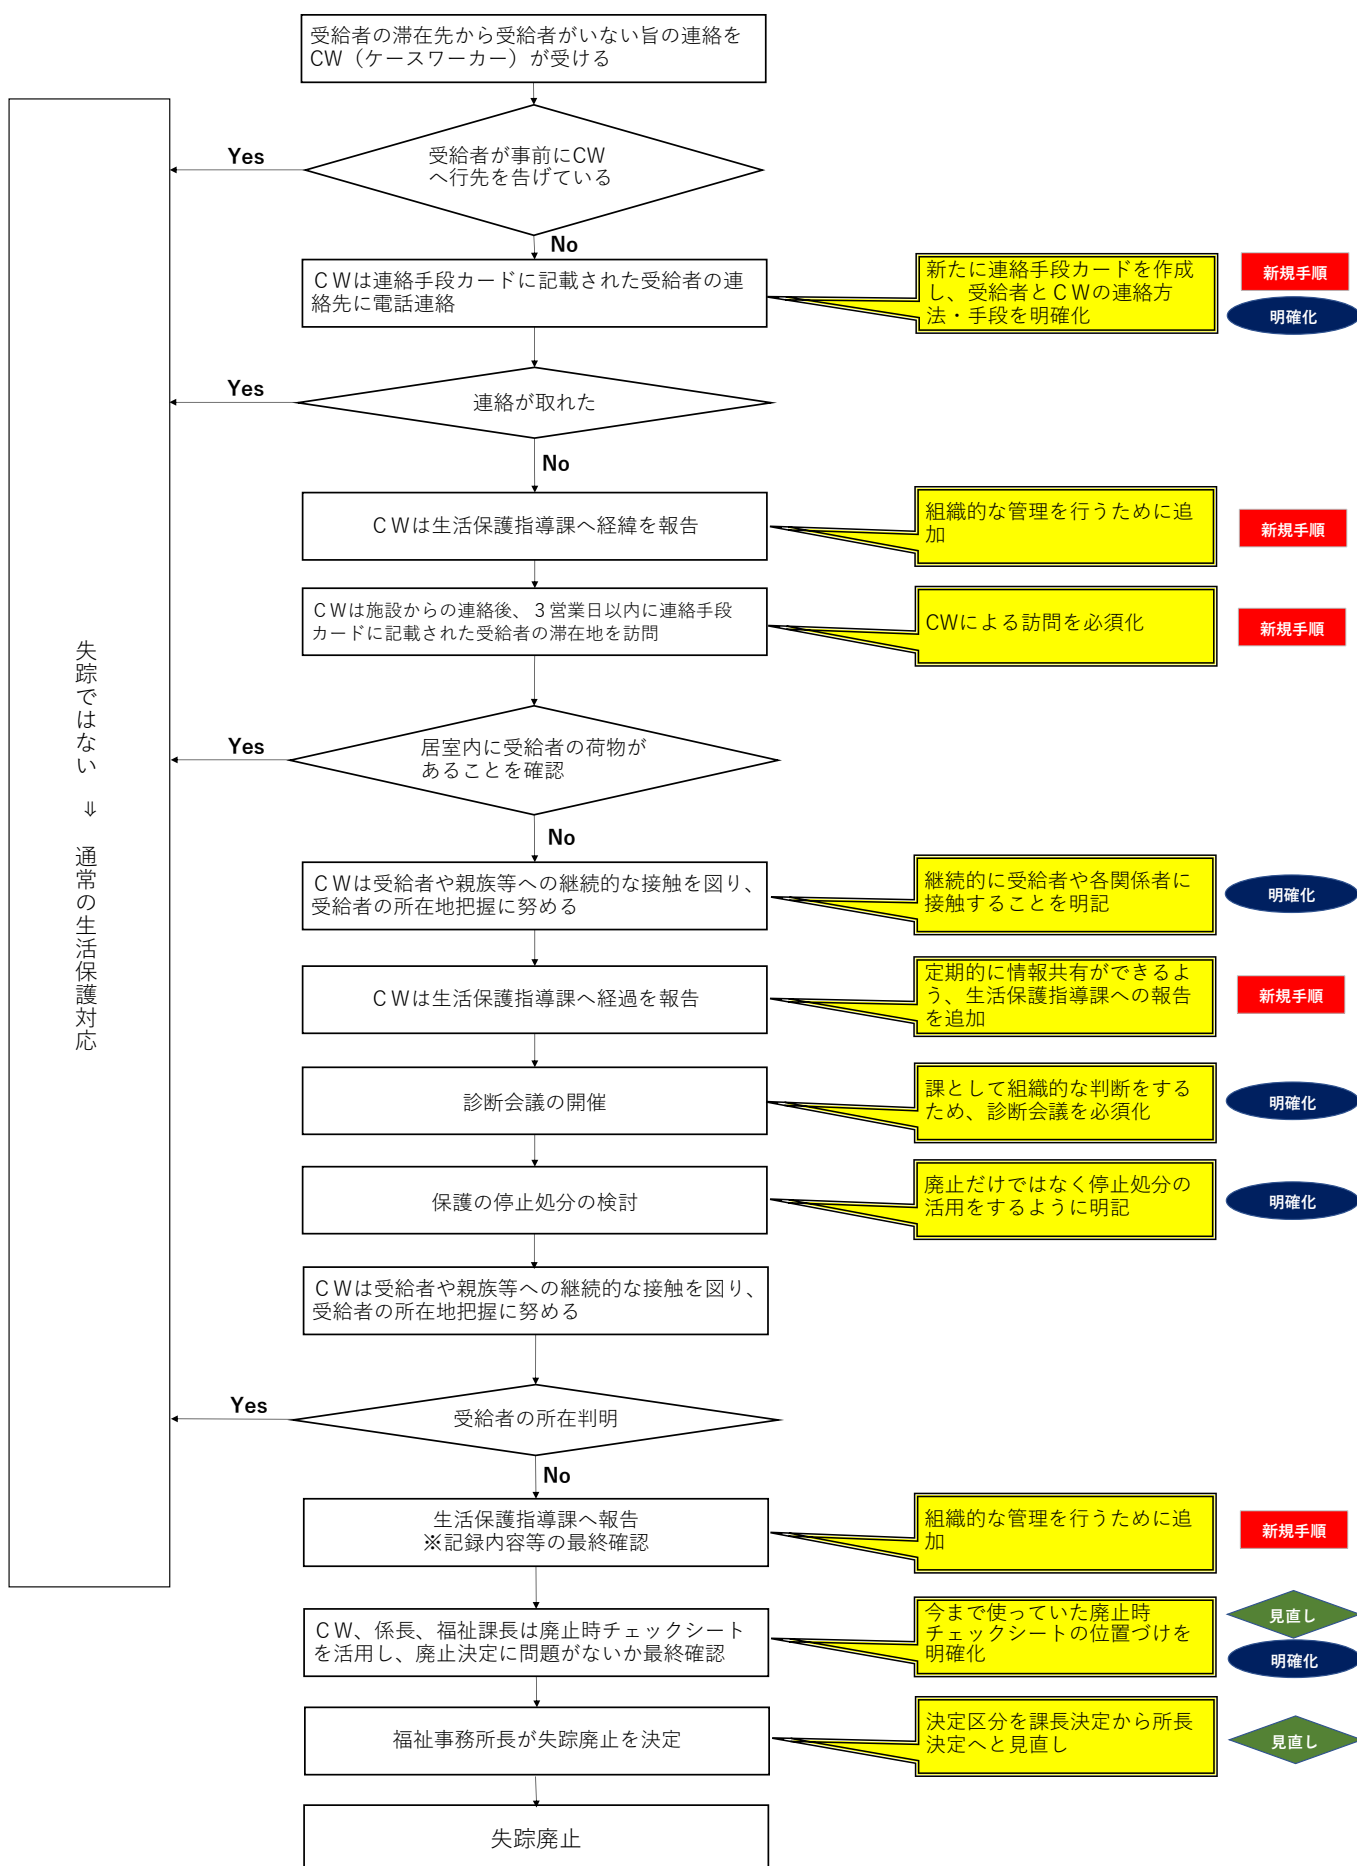 受給者の滞在先から受給者がいない旨の連絡を
CW（ケースワーカー）が受ける
受給者が事前にCW
へ行先を告げている
Yes
No
ＣＷは連絡手段カードに記載された受給者の連
絡先に電話連絡
新たに連絡手段カードを作成
し、受給者とＣＷの連絡方
法・手段を明確化
新規手順
明確化
連絡が取れた
Yes
No
ＣＷは生活保護指導課へ経緯を報告
組織的な管理を行うために追
加
新規手順
ＣＷは施設からの連絡後、３営業日以内に連絡手段
カードに記載された受給者の滞在地を訪問
CWによる訪問を必須化
新規手順
失踪ではない　⇒　通常の生活保護対応
居室内に受給者の荷物が
あることを確認
Yes
No
ＣＷは受給者や親族等への継続的な接触を図り、
受給者の所在地把握に努める
継続的に受給者や各関係者に
接触することを明記
明確化
ＣＷは生活保護指導課へ経過を報告
定期的に情報共有ができるよ
う、生活保護指導課への報告
を追加
新規手順
診断会議の開催
課として組織的な判断をする
ため、診断会議を必須化
明確化
保護の停止処分の検討
廃止だけではなく停止処分の
活用をするように明記
明確化
ＣＷは受給者や親族等への継続的な接触を図り、
受給者の所在地把握に努める
受給者の所在判明
Yes
No
生活保護指導課へ報告
※記録内容等の最終確認
組織的な管理を行うために追
加
新規手順
ＣＷ、係長、福祉課長は廃止時チェックシート
を活用し、廃止決定に問題がないか最終確認
今まで使っていた廃止時
チェックシートの位置づけを
明確化
見直し
明確化
福祉事務所長が失踪廃止を決定
決定区分を課長決定から所長
決定へと見直し
見直し
失踪廃止